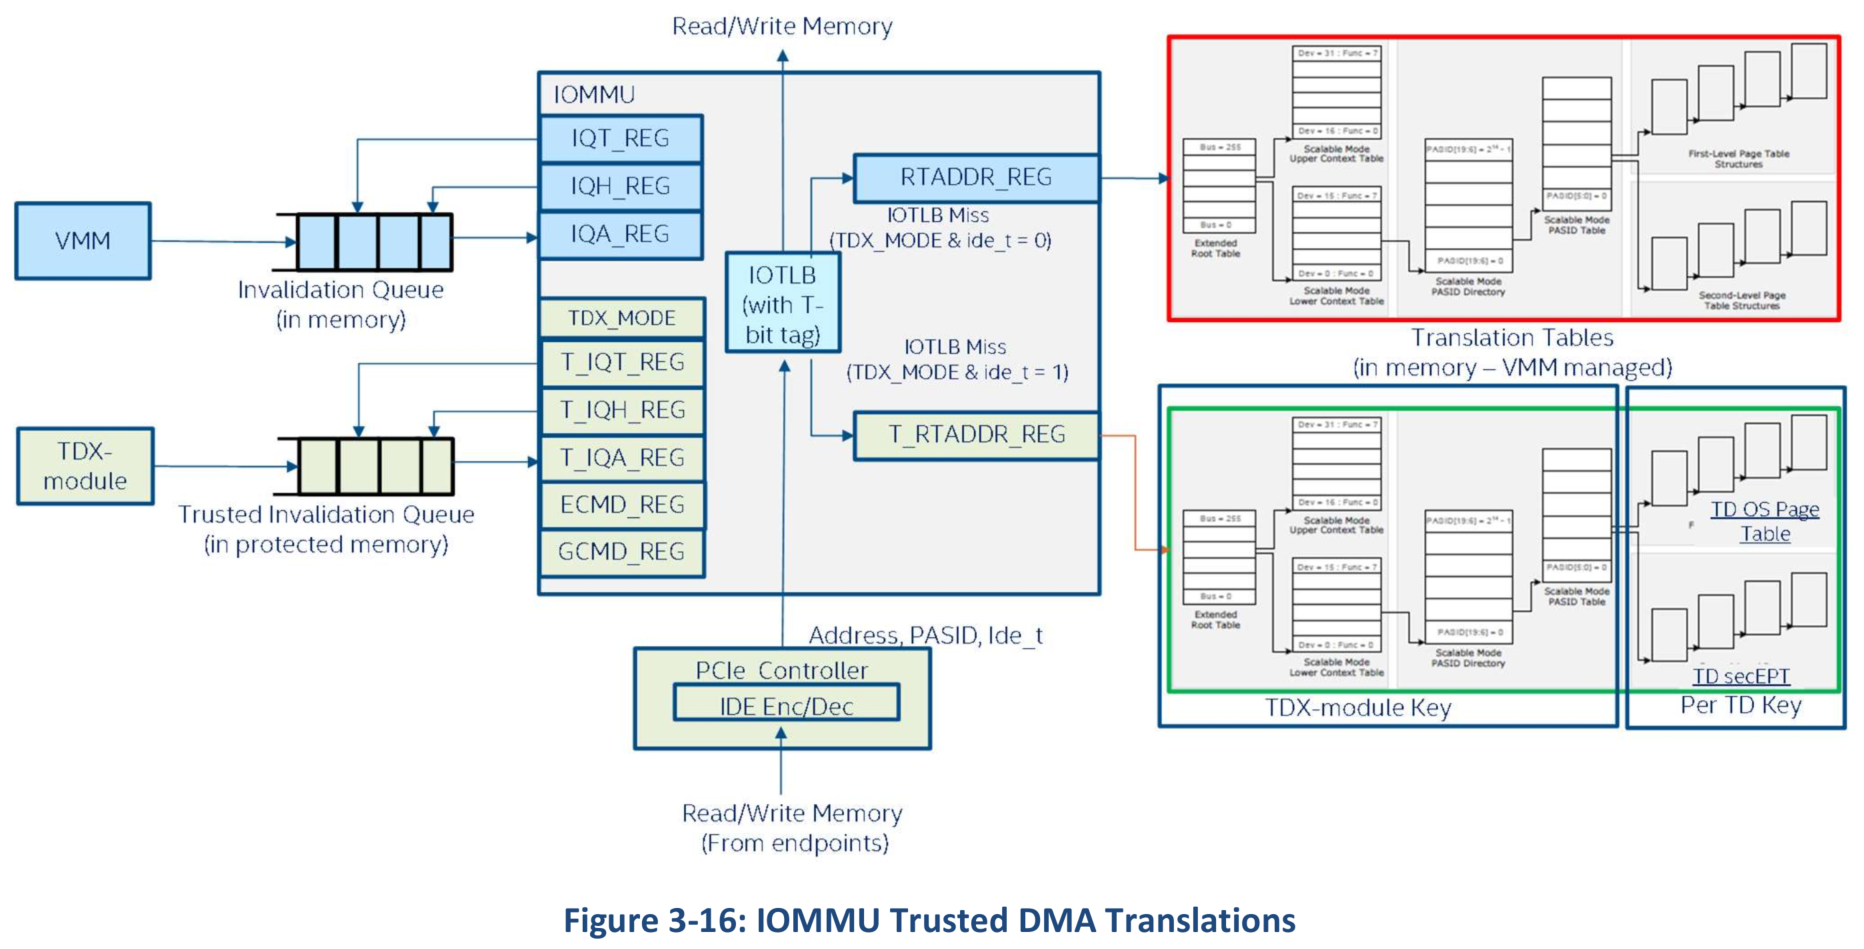 Read/Write Memory
IOMMU
IQT_REG
IQH_REG
IQA_REG
TDX_MODE
T_IQT_REG
T_IQH_REG
T_IQA_REG
ECMD_REG
GCMD_REG
VMM
Invalidation Queue
(in memory)
TDX-
module
Trusted Invalidation Queue
(in protected memory)
IOTLB
(with T-
bit tag)
RTADDR_REG
IOTLB Miss
(TDX_MODE & ide_t = 0)
IOTLB Miss
(TDX_MODE & ide_t = 1)
T_RTADDR_REG
Address, PASID, Ide_t
PCIe Controller
IDE Enc/Dec
Read/Write Memory
(From endpoints)
Bus = 255
Bus = 0
Extended
Root Table
Dev = 31 : Func = 7
Dev = 16 : Func = 0
Scalable Mode
Upper Context Table
Dev = 15 : Func = 7
Dev = 0 : Func = 0
Scalable Mode
Lower Context Table
PASID[19:6] = 2¹⁴ - 1
PASID[19:6] = 0
Scalable Mode
PASID Directory
PASID[5:0] = 0
Scalable Mode
PASID Table
First-Level Page Table
Structures
Second-Level Page
Table Structures
Translation Tables
(in memory – VMM managed)
Bus = 255
Bus = 0
Extended
Root Table
Dev = 31 : Func = 7
Dev = 16 : Func = 0
Scalable Mode
Upper Context Table
Dev = 15 : Func = 7
Dev = 0 : Func = 0
Scalable Mode
Lower Context Table
PASID[19:6] = 2¹⁴ - 1
PASID[19:6] = 0
Scalable Mode
PASID Directory
PASID[5:0] = 0
Scalable Mode
PASID Table
TD OS Page
Table
TD secEPT
TDX-module Key
Per TD Key
Figure 3-16: IOMMU Trusted DMA Translations